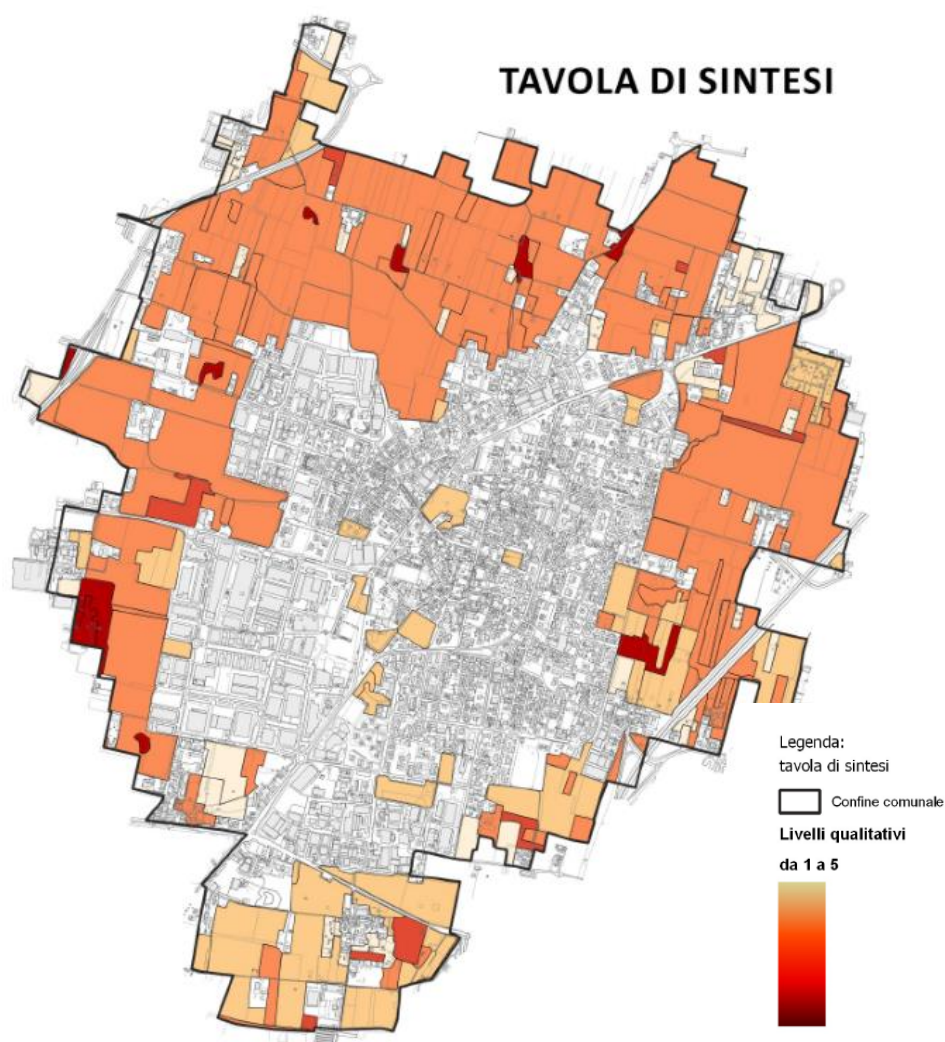 TAVOLA DI SINTESI
Legenda:
tavola di sintesi
Confine comunale
Livelli qualitativi
da 1 a 5